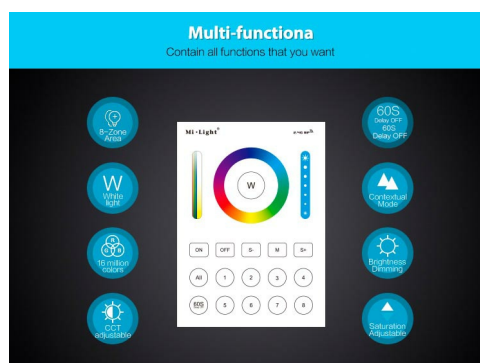 Multi-functiona
Contain all functions that you want
8-Zone
Area
W
White
light
R
G B
16 million
colors
CCT
adjustable
Mi·Light®
W
ON OFF S- M S+
All 1 2 3 4
60S 5 6 7 8
60S
Delay OFF
60S
Delay OFF
Contextual
Mode
Brightness
Dimming
Saturation
Adjustable